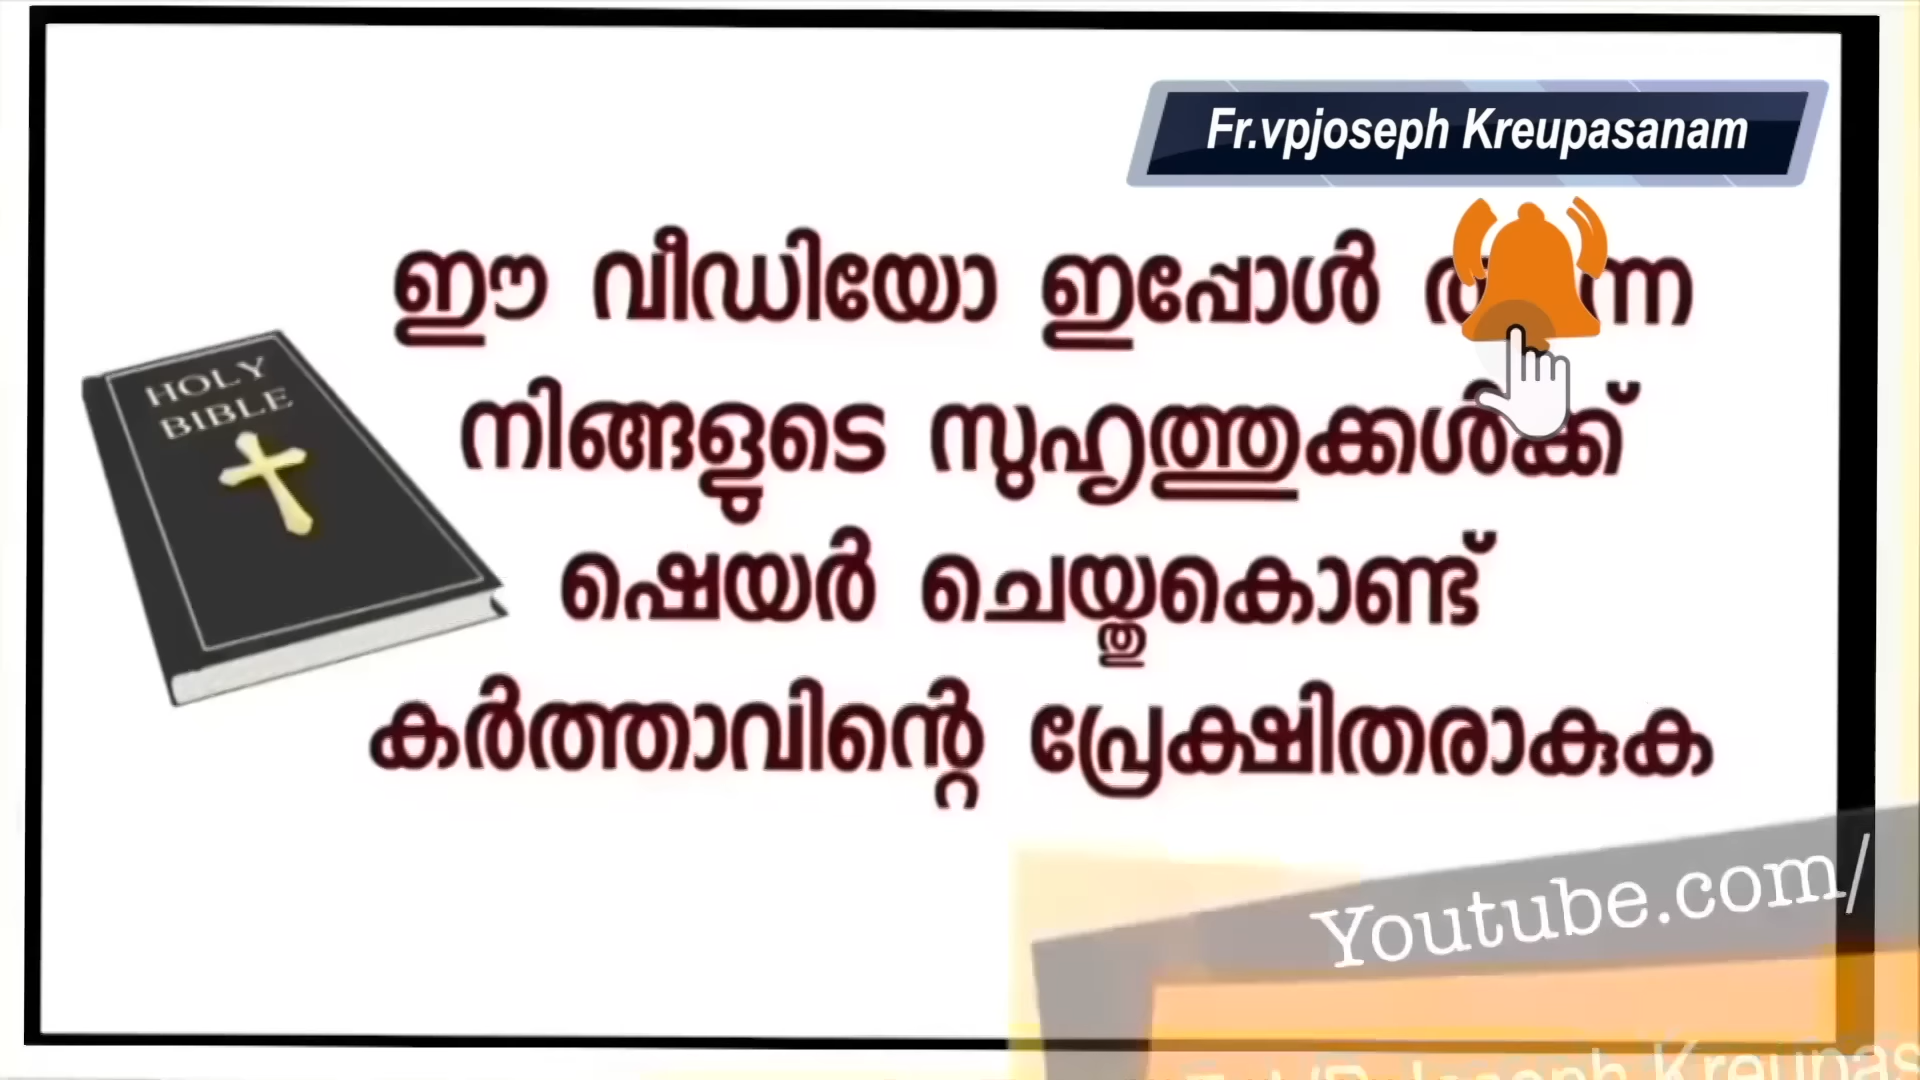 Fr.vpjoseph Kreupasanam
ഈ വീഡിയോ ഇപ്പോൾ
HOLY
BIBLE
നിങ്ങളുടെ സുഹൃത്തുക്കൾക്ക്
ഷെയർ ചെയ്തുകൊണ്ട്
കർത്താവിന്റെ പ്രേക്ഷിതരാകുക
Youtube.com/